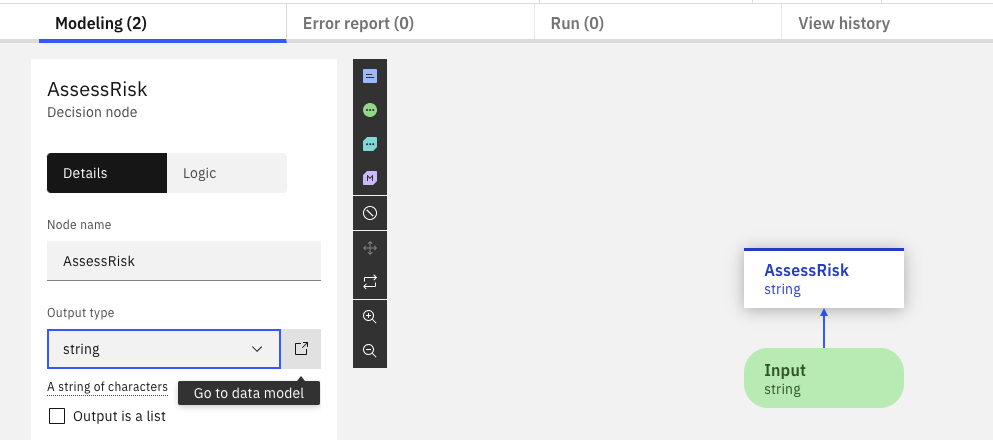 Modeling (2)
Error report (0)
Run (0)
View history
AssessRisk
Decision node
Details
Logic
Node name
AssessRisk
Output type
string
A string of characters
Go to data model
Output is a list
M
AssessRisk
string
Input
string